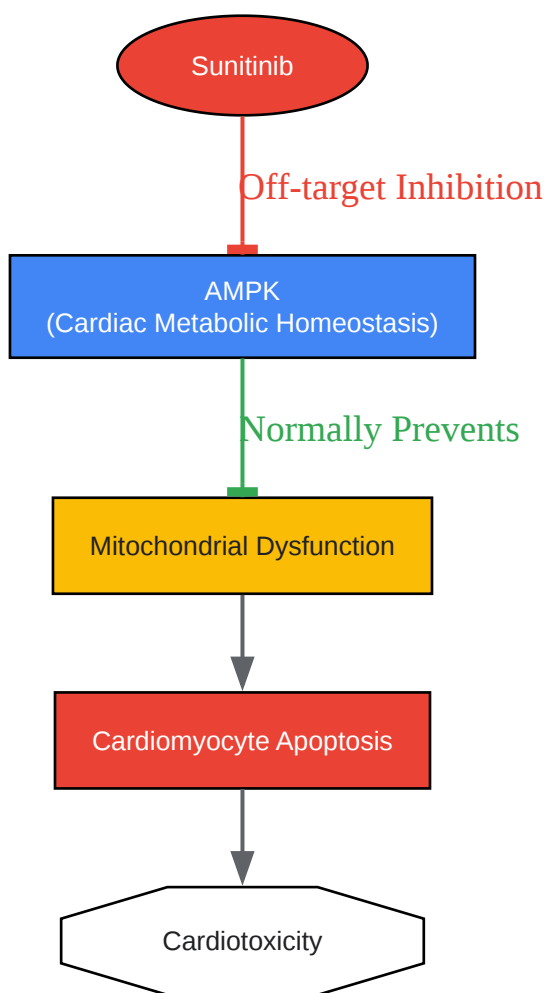 Sunitinib
Off-target Inhibition
AMPK
(Cardiac Metabolic Homeostasis)
Normally Prevents
Mitochondrial Dysfunction
Cardiomyocyte Apoptosis
Cardiotoxicity